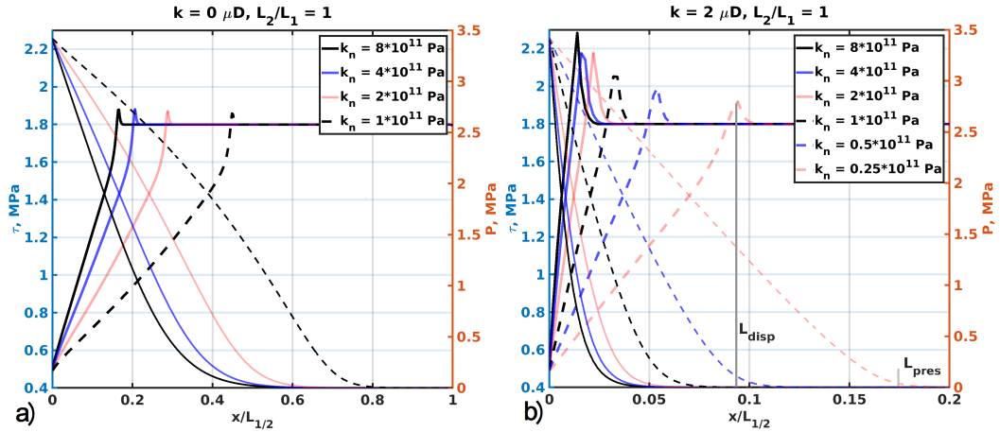 k = 0 μD, L2/L1 = 1
2.2
2
1.8
1.6
1.4
1.2
1
0.8
0.6
0.4
τ, MPa
0
0.2
0.4
0.6
0.8
1
x/L1/2
3.5
3
2.5
2
1.5
1
0.5
0
P, MPa
kn = 8*10^11 Pa
kn = 4*10^11 Pa
kn = 2*10^11 Pa
kn = 1*10^11 Pa
a)
k = 2 μD, L2/L1 = 1
2.2
2
1.8
1.6
1.4
1.2
1
0.8
0.6
0.4
τ, MPa
0
0.05
0.1
0.15
0.2
x/L1/2
3.5
3
2.5
2
1.5
1
0.5
0
P, MPa
kn = 8*10^11 Pa
kn = 4*10^11 Pa
kn = 2*10^11 Pa
kn = 1*10^11 Pa
kn = 0.5*10^11 Pa
kn = 0.25*10^11 Pa
Ldisp
Lpres
b)